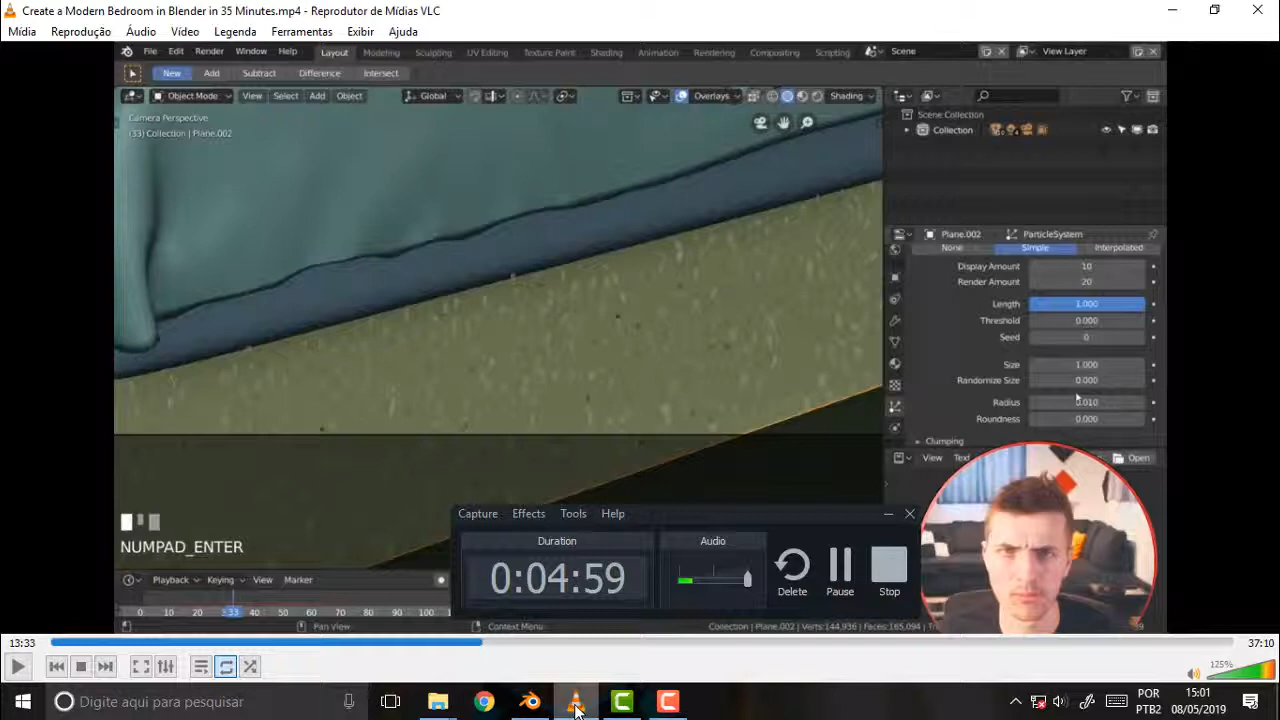 Create a Modern Bedroom in Blender in 35 Minutes.mp4 - Reprodutor de Mídias VLC
Mídia Reprodução Áudio Vídeo Legenda Ferramentas Exibir Ajuda
File Edit Render Window Help Layout Modeling Sculpting UV Editing Texture Paint Shading Animation Rendering Compositing Scripting Scene View Layer
New Add Subtract Difference Intersect
Object Mode View Select Add Object Global Overlays Shading
Camera Perspective
(33) Collection | Plane.002
Scene Collection
Collection
Plane.002 ParticleSystem
None Simple Interpolated
Display Amount 10
Render Amount 20
Length 1.000
Threshold 0.000
Seed 0
Size 1.000
Randomize Size 0.000
Radius 0.010
Roundness 0.000
Clumping
View Text Open
Capture Effects Tools Help
Duration Audio
0:04:59
Delete Pause Stop
NUMPAD_ENTER
Playback Keying View Marker
0 10 20 33 40 50 60 70 80 90 100
Pan View Context Menu Collection | Plane.002 | Verts:144,936 | Faces:165,094
13:33 37:10
125%
Digite aqui para pesquisar
POR
PTB2
15:01
08/05/2019